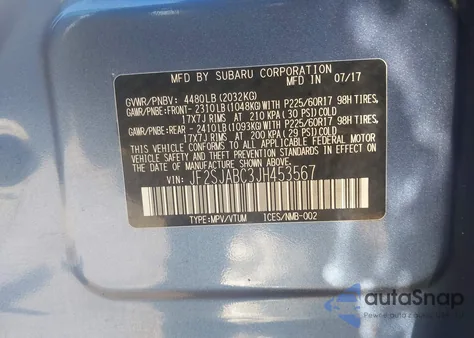 MFD BY SUBARU CORPORATION
MFD IN 07/17
GVWR/PNBV: 4480LB (2032KG)
GAWR/PNBE:FRONT- 2310LB (1048KG)WITH P225/60R17 98H TIRES,
17X7J RIMS AT 210 KPA (30 PSI)COLD
GAWR/PNBE:REAR - 2410LB (1093KG)WITH P225/60R17 98H TIRES,
17X7J RIMS AT 200 KPA (29 PSI)COLD
THIS VEHICLE CONFORMS TO ALL APPLICABLE
FEDERAL MOTOR VEHICLE SAFETY
AND THEFT PREVENTION STANDARDS IN EFFECT ON
THE DATE OF MANUFACTURE SHOWN ABOVE.
VIN: JF2SJABC3JH453567
TYPE:MPV/VTUM ICES/NMB-002
autoSnap
Pewne auto z całej